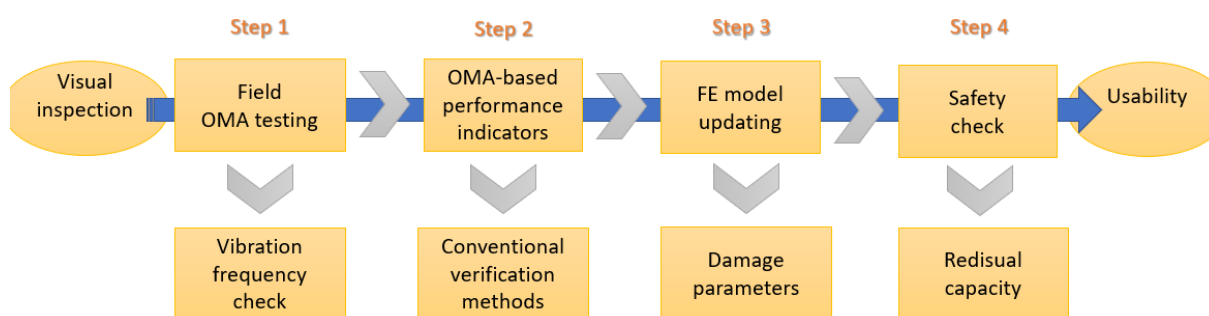 Step 1
Step 2
Step 3
Step 4
Visual
inspection
Field
OMA testing
OMA-based
performance
indicators
FE model
updating
Safety
check
Usability
Vibration
frequency
check
Conventional
verification
methods
Damage
parameters
Redisual
capacity